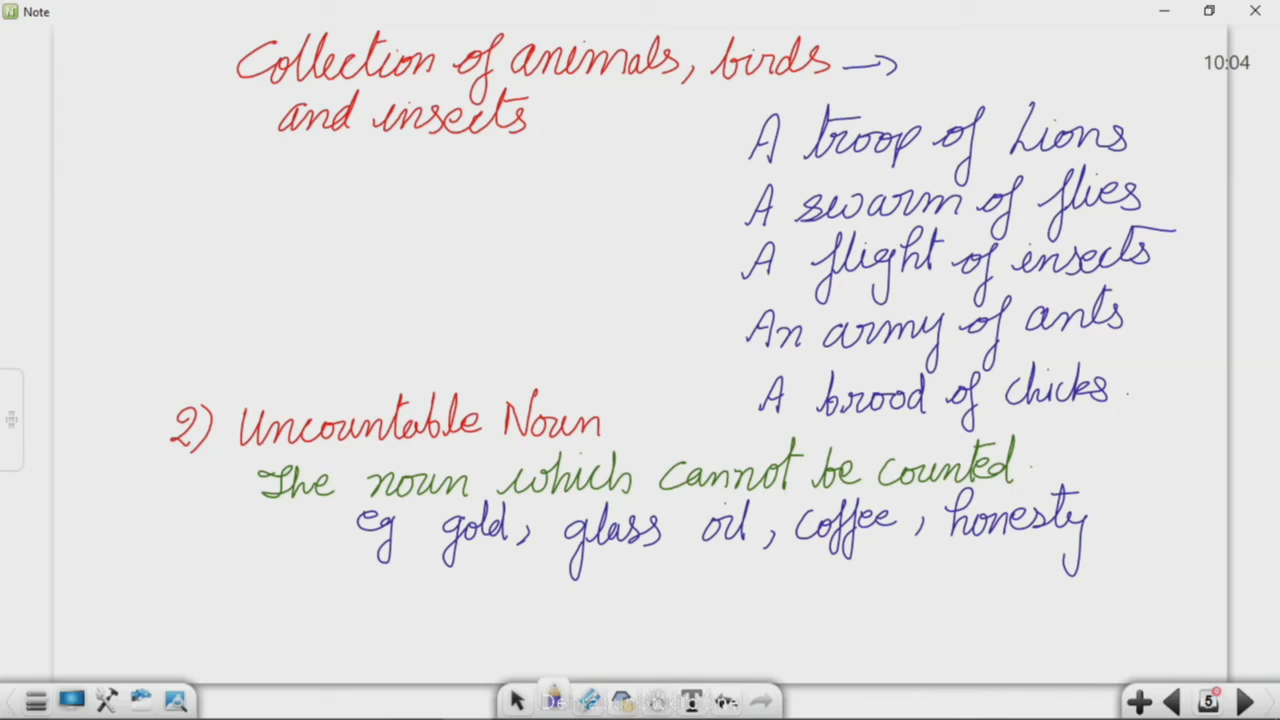 Note
10:04
Collection of animals, birds →
and insects
A troop of Lions
A swarm of flies
A flight of insects
An army of ants
A brood of chicks.
2) Uncountable Noun
The noun which cannot be counted.
eg gold, glass oil, coffee, honesty
5